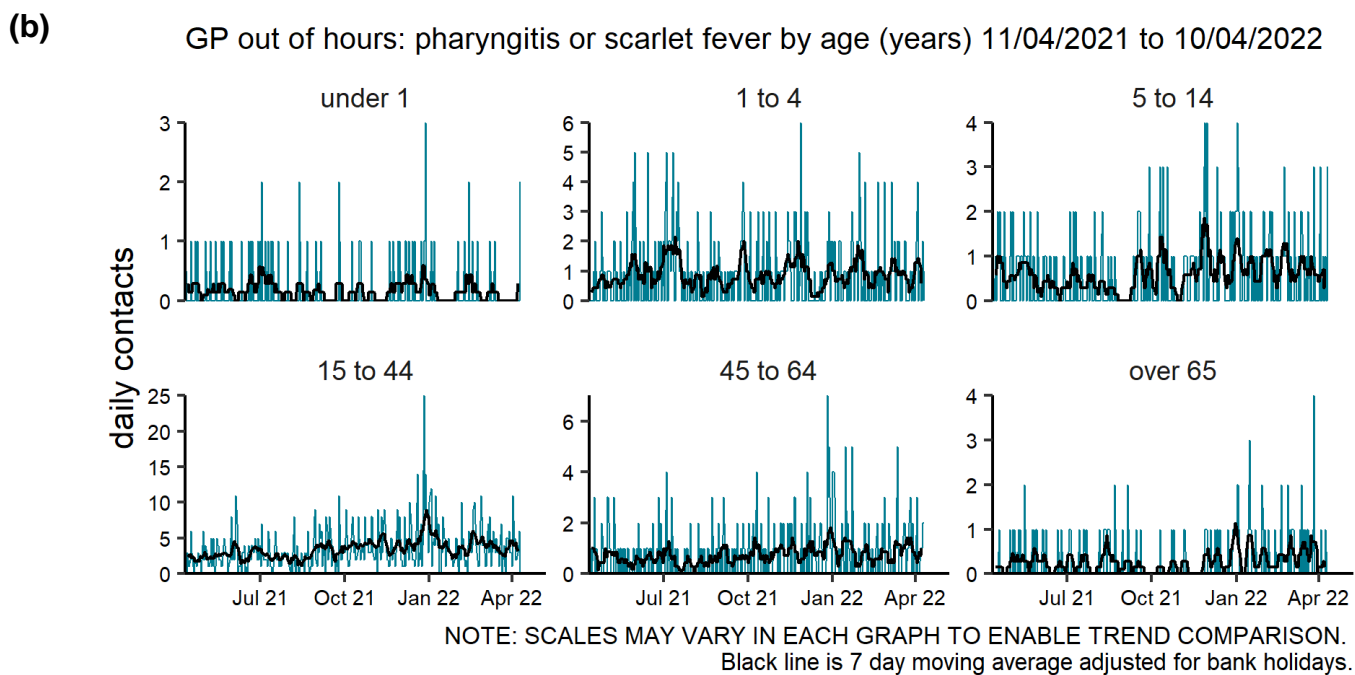 (b)
GP out of hours: pharyngitis or scarlet fever by age (years) 11/04/2021 to 10/04/2022
daily contacts
under 1
3
2
1
0
1 to 4
6
5
4
3
2
1
0
5 to 14
4
3
2
1
0
15 to 44
25
20
15
10
5
0
Jul 21 Oct 21 Jan 22 Apr 22
45 to 64
6
4
2
0
Jul 21 Oct 21 Jan 22 Apr 22
over 65
4
3
2
1
0
Jul 21 Oct 21 Jan 22 Apr 22
NOTE: SCALES MAY VARY IN EACH GRAPH TO ENABLE TREND COMPARISON.
Black line is 7 day moving average adjusted for bank holidays.